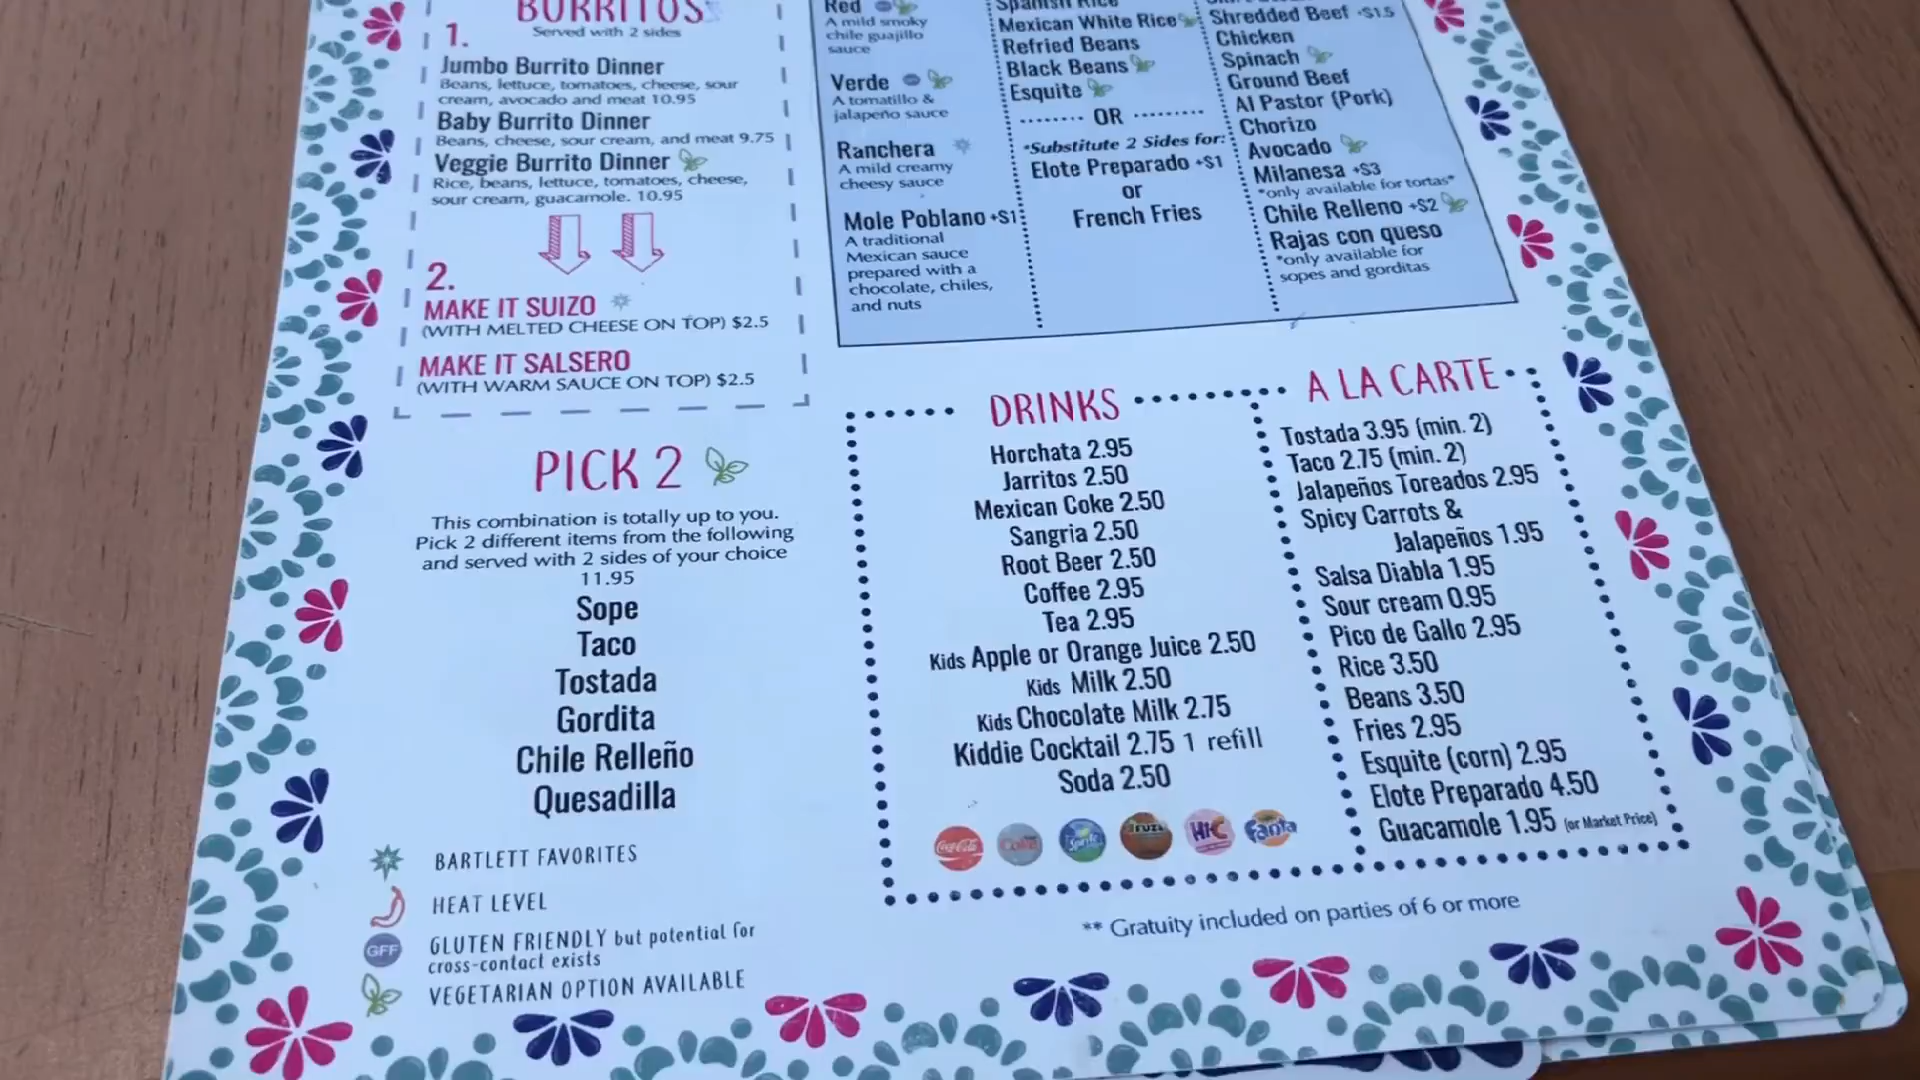 BURRITOS
Served with 2 sides
1.
Jumbo Burrito Dinner
Beans, lettuce, tomatoes, cheese, sour
cream, avocado and meat 10.95
Baby Burrito Dinner
Beans, cheese, sour cream, and meat 9.75
Veggie Burrito Dinner
Rice, beans, lettuce, tomatoes, cheese,
sour cream, guacamole. 10.95
2.
MAKE IT SUIZO
(WITH MELTED CHEESE ON TOP) $2.5
MAKE IT SALSERO
(WITH WARM SAUCE ON TOP) $2.5
PICK 2
This combination is totally up to you.
Pick 2 different items from the following
and served with 2 sides of your choice
11.95
Sope
Taco
Tostada
Gordita
Chile Relleño
Quesadilla
BARTLETT FAVORITES
HEAT LEVEL
GFF
GLUTEN FRIENDLY but potential for
cross-contact exists
VEGETARIAN OPTION AVAILABLE
Red
A mild smoky
chile guajillo
sauce
Verde
A tomatillo &
jalapeño sauce
Ranchera
A mild creamy
cheesy sauce
Mole Poblano +$1
A traditional
Mexican sauce
prepared with a
chocolate, chiles,
and nuts
Spanish Rice
Mexican White Rice
Refried Beans
Black Beans
Esquite
OR
*Substitute 2 Sides for:
Elote Preparado +$1
or
French Fries
Shredded Beef +$1.5
Chicken
Spinach
Ground Beef
Al Pastor (Pork)
Chorizo
Avocado
Milanesa +$3
*only available for tortas*
Chile Relleno +$2
Rajas con queso
*only available for
sopes and gorditas
DRINKS
Horchata 2.95
Jarritos 2.50
Mexican Coke 2.50
Sangria 2.50
Root Beer 2.50
Coffee 2.95
Tea 2.95
Kids Apple or Orange Juice 2.50
Kids Milk 2.50
Kids Chocolate Milk 2.75
Kiddie Cocktail 2.75 1 refill
Soda 2.50
Coca-Cola
Coke
Sprite
HI-C
Fanta
A LA CARTE
Tostada 3.95 (min. 2)
Taco 2.75 (min. 2)
Jalapeños Toreados 2.95
Spicy Carrots &
Jalapeños 1.95
Salsa Diabla 1.95
Sour cream 0.95
Pico de Gallo 2.95
Rice 3.50
Beans 3.50
Fries 2.95
Esquite (corn) 2.95
Elote Preparado 4.50
Guacamole 1.95 (or Market Price)
** Gratuity included on parties of 6 or more